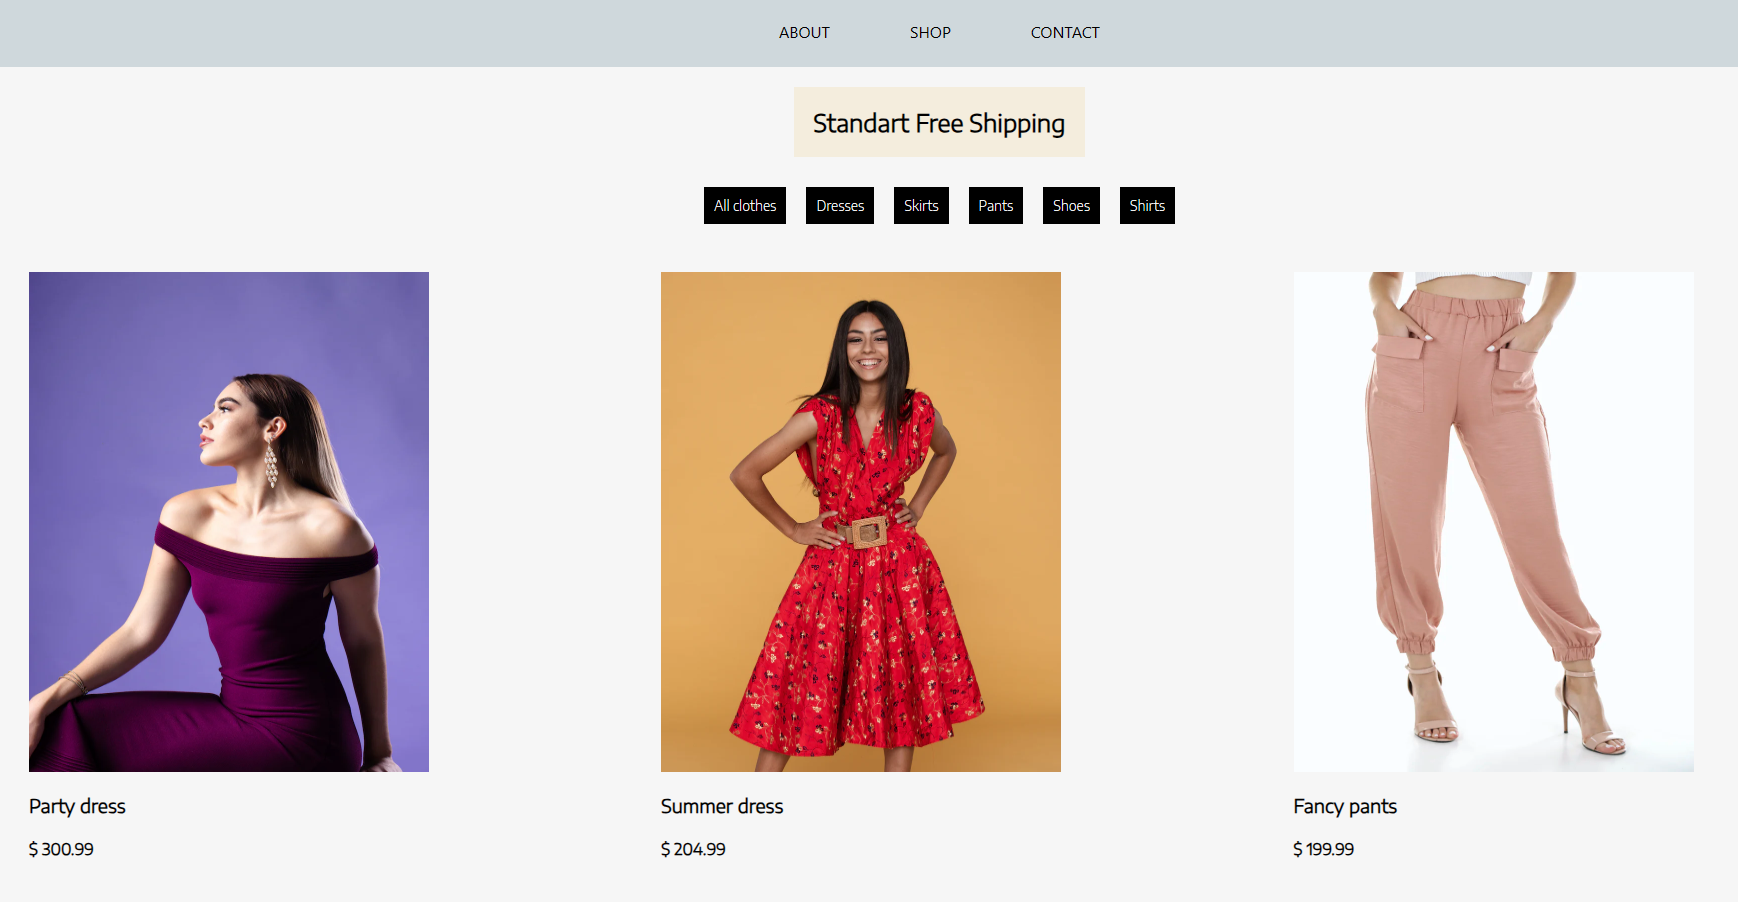 ABOUT SHOP CONTACT
Standart Free Shipping
All clothes Dresses Skirts Pants Shoes Shirts
Party dress Summer dress Fancy pants
$ 300.99 $ 204.99 $ 199.99